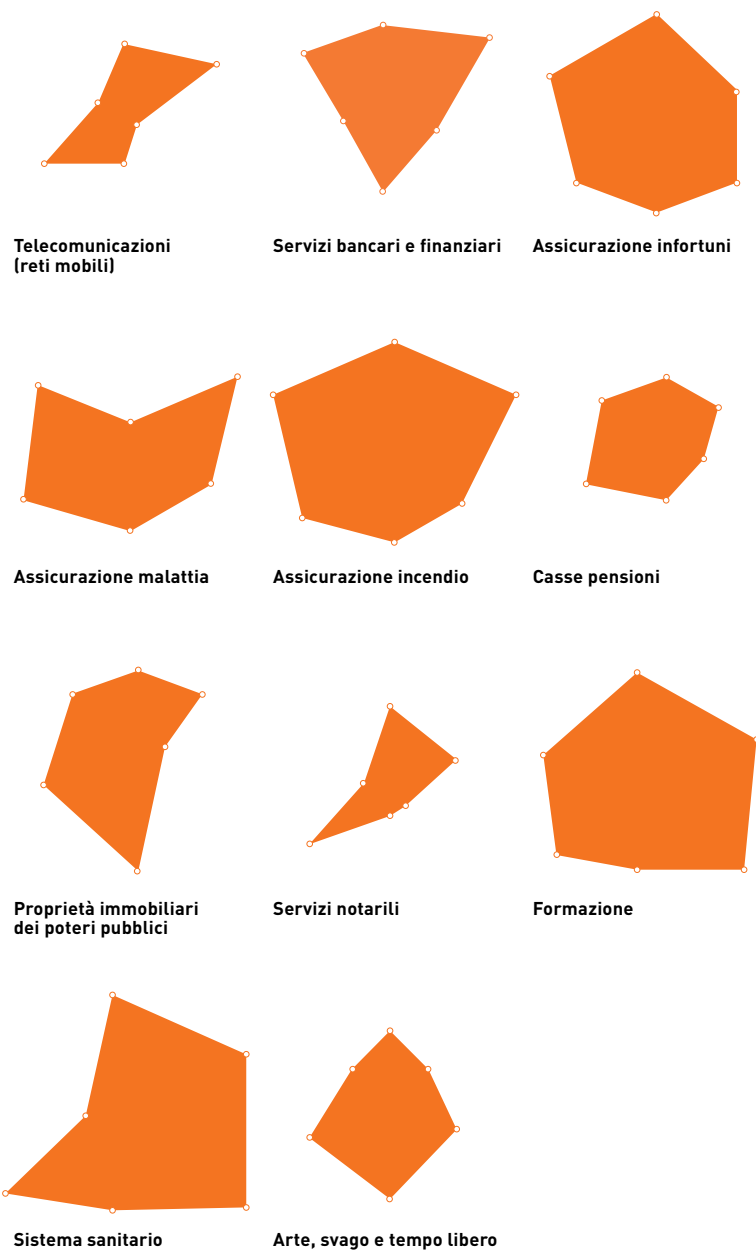 Telecomunicazioni
(reti mobili)
Servizi bancari e finanziari
Assicurazione infortuni
Assicurazione malattia
Assicurazione incendio
Casse pensioni
Proprietà immobiliari
dei poteri pubblici
Servizi notarili
Formazione
Sistema sanitario
Arte, svago e tempo libero